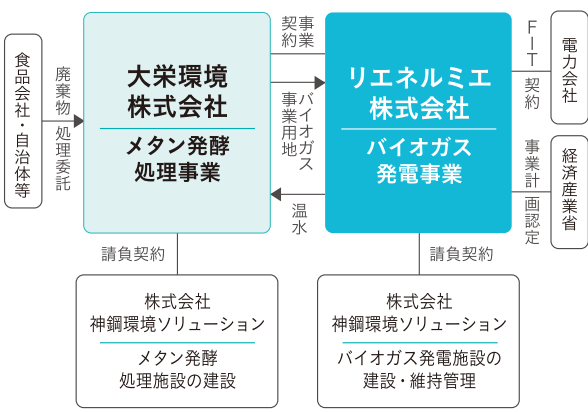 食品会社・自治体等
廃棄物 処理委託
大栄環境
株式会社
メタン発酵
処理事業
事業
契約
バイオガス
事業用地
温水
リエネルミエ
株式会社
バイオガス
発電事業
FIT 契約
電力会社
事業計画認定
経済産業省
請負契約
請負契約
株式会社
神鋼環境ソリューション
メタン発酵
処理施設の建設
株式会社
神鋼環境ソリューション
バイオガス発電施設の
建設・維持管理